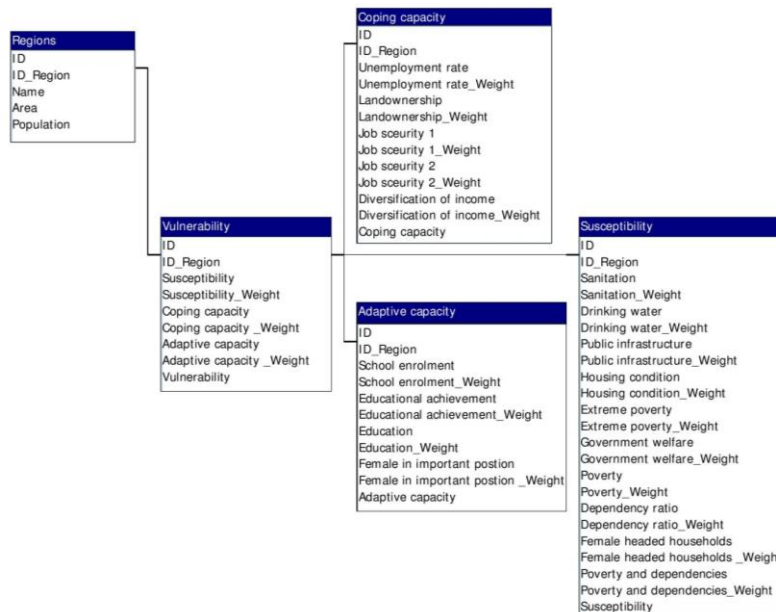 Regions
ID
ID_Region
Name
Area
Population
Vulnerability
ID
ID_Region
Susceptibility
Susceptibility_Weight
Coping capacity
Coping capacity _Weight
Adaptive capacity
Adaptive capacity _Weight
Vulnerability
Coping capacity
ID
ID_Region
Unemployment rate
Unemployment rate_Weight
Landownership
Landownership_Weight
Job sceurity 1
Job sceurity 1_Weight
Job sceurity 2
Job sceurity 2_Weight
Diversification of income
Diversification of income_Weight
Coping capacity
Adaptive capacity
ID
ID_Region
School enrolment
School enrolment_Weight
Educational achievement
Educational achievement_Weight
Education
Education_Weight
Female in important postion
Female in important postion _Weight
Adaptive capacity
Susceptibility
ID
ID_Region
Sanitation
Sanitation_Weight
Drinking water
Drinking water_Weight
Public infrastructure
Public infrastructure_Weight
Housing condition
Housing condition_Weight
Extreme poverty
Extreme poverty_Weight
Government welfare
Government welfare_Weight
Poverty
Poverty_Weight
Dependency ratio
Dependency ratio_Weight
Female headed households
Female headed households _Weigh
Poverty and dependencies
Poverty and dependencies_Weight
Susceptibility